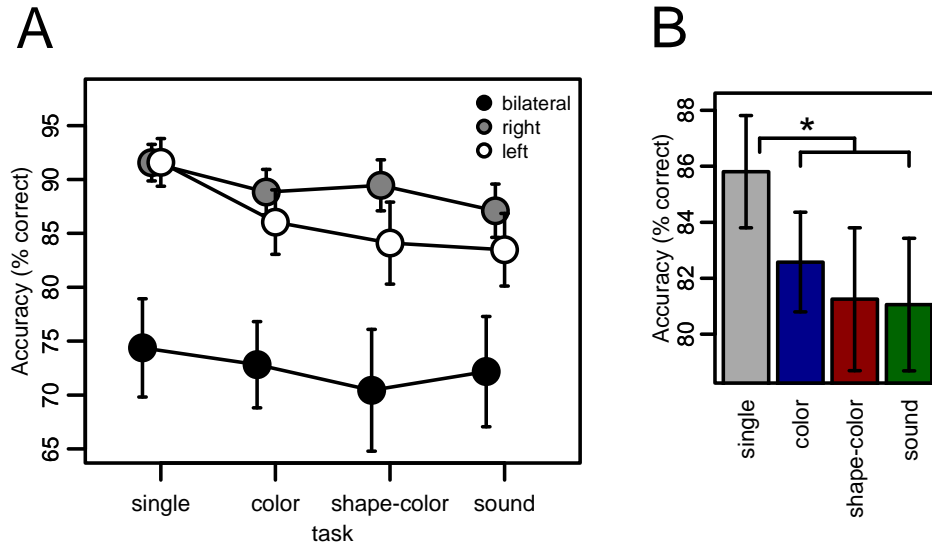 A
Accuracy (% correct)
95
90
85
80
75
70
65
bilateral
right
left
single
color
shape-color
sound
task
B
Accuracy (% correct)
88
86
84
82
80
*
single
color
shape-color
sound